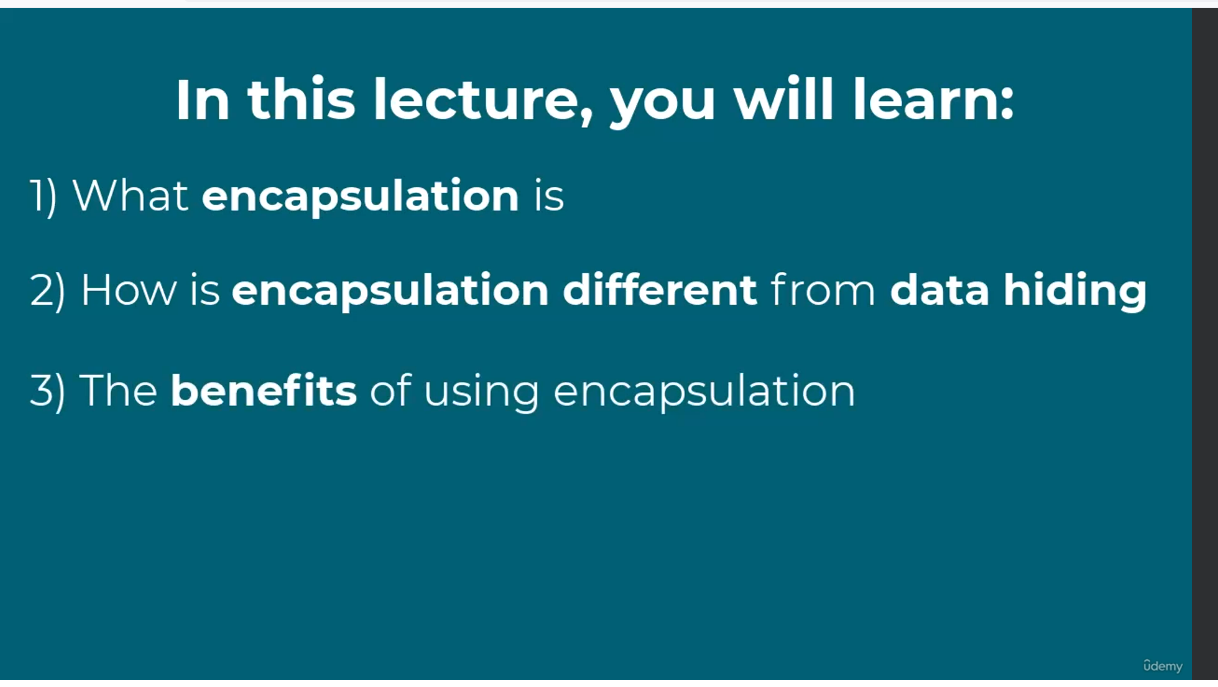 In this lecture, you will learn:
1) What encapsulation is
2) How is encapsulation different from data hiding
3) The benefits of using encapsulation
ûdemy